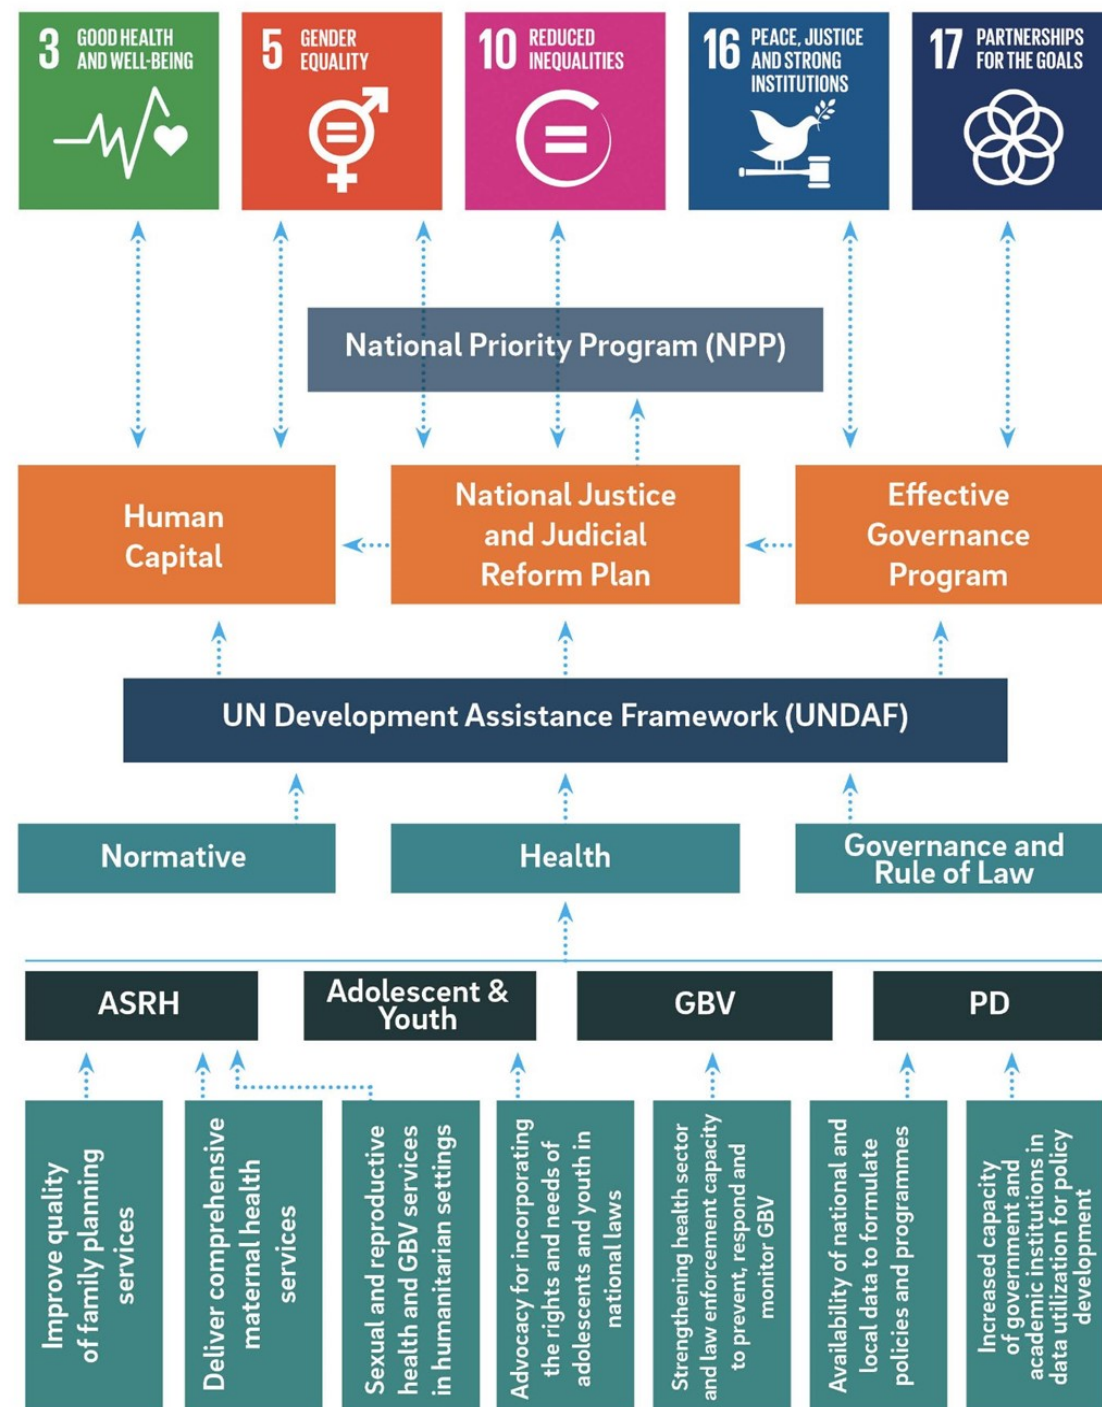 3 GOOD HEALTH
AND WELL-BEING
5 GENDER
EQUALITY
10 REDUCED
INEQUALITIES
16 PEACE, JUSTICE
AND STRONG
INSTITUTIONS
17 PARTNERSHIPS
FOR THE GOALS
National Priority Program (NPP)
Human
Capital
National Justice
and Judicial
Reform Plan
Effective
Governance
Program
UN Development Assistance Framework (UNDAF)
Normative
Health
Governance and
Rule of Law
ASRH
Adolescent &
Youth
GBV
PD
Improve quality
of family planning
services
Deliver comprehensive
maternal health
services
Sexual and reproductive
health and GBV services
in humanitarian settings
Advocacy for incorporating
the rights and needs of
adolescents and youth in
national laws
Strengthening health sector
and law enforcement capacity
to prevent, respond and
monitor GBV
Availability of national and
local data to formulate
policies and programmes
Increased capacity
of government and
academic institutions in
data utilization for policy
development